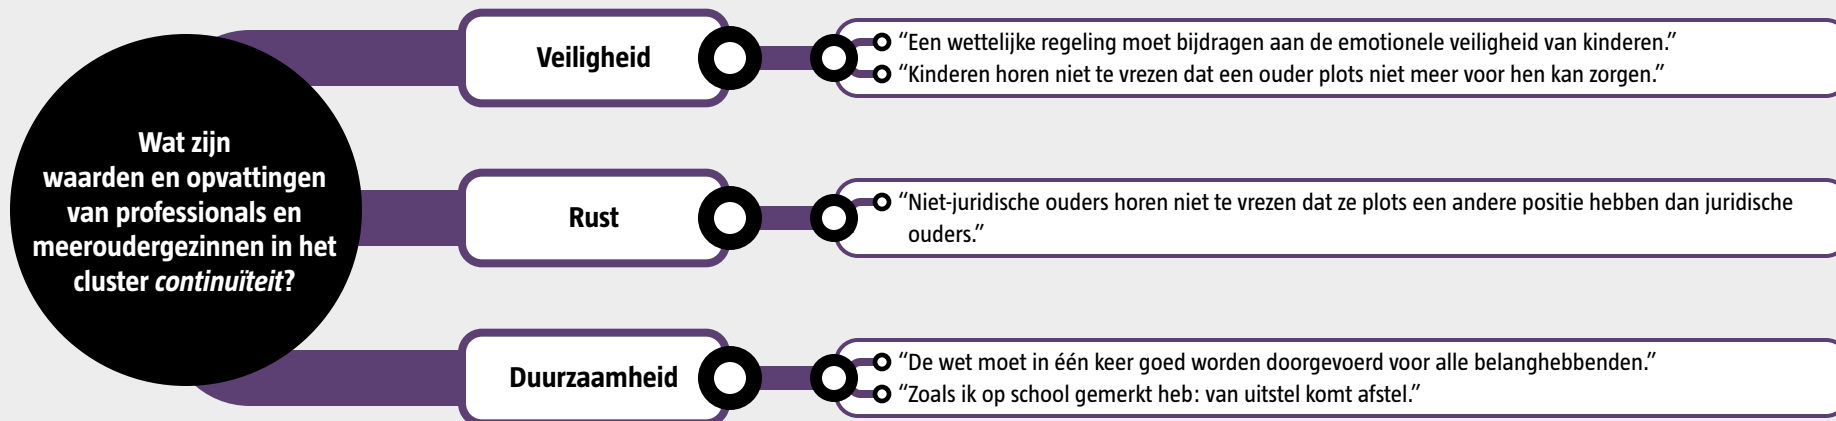 Wat zijn
waarden en opvattingen
van professionals en
meeroudergezinnen in het
cluster continuïteit?
Veiligheid
“Een wettelijke regeling moet bijdragen aan de emotionele veiligheid van kinderen.”
“Kinderen horen niet te vrezen dat een ouder plots niet meer voor hen kan zorgen.”
Rust
“Niet-juridische ouders horen niet te vrezen dat ze plots een andere positie hebben dan juridische
ouders.”
Duurzaamheid
“De wet moet in één keer goed worden doorgevoerd voor alle belanghebbenden.”
“Zoals ik op school gemerkt heb: van uitstel komt afstel.”